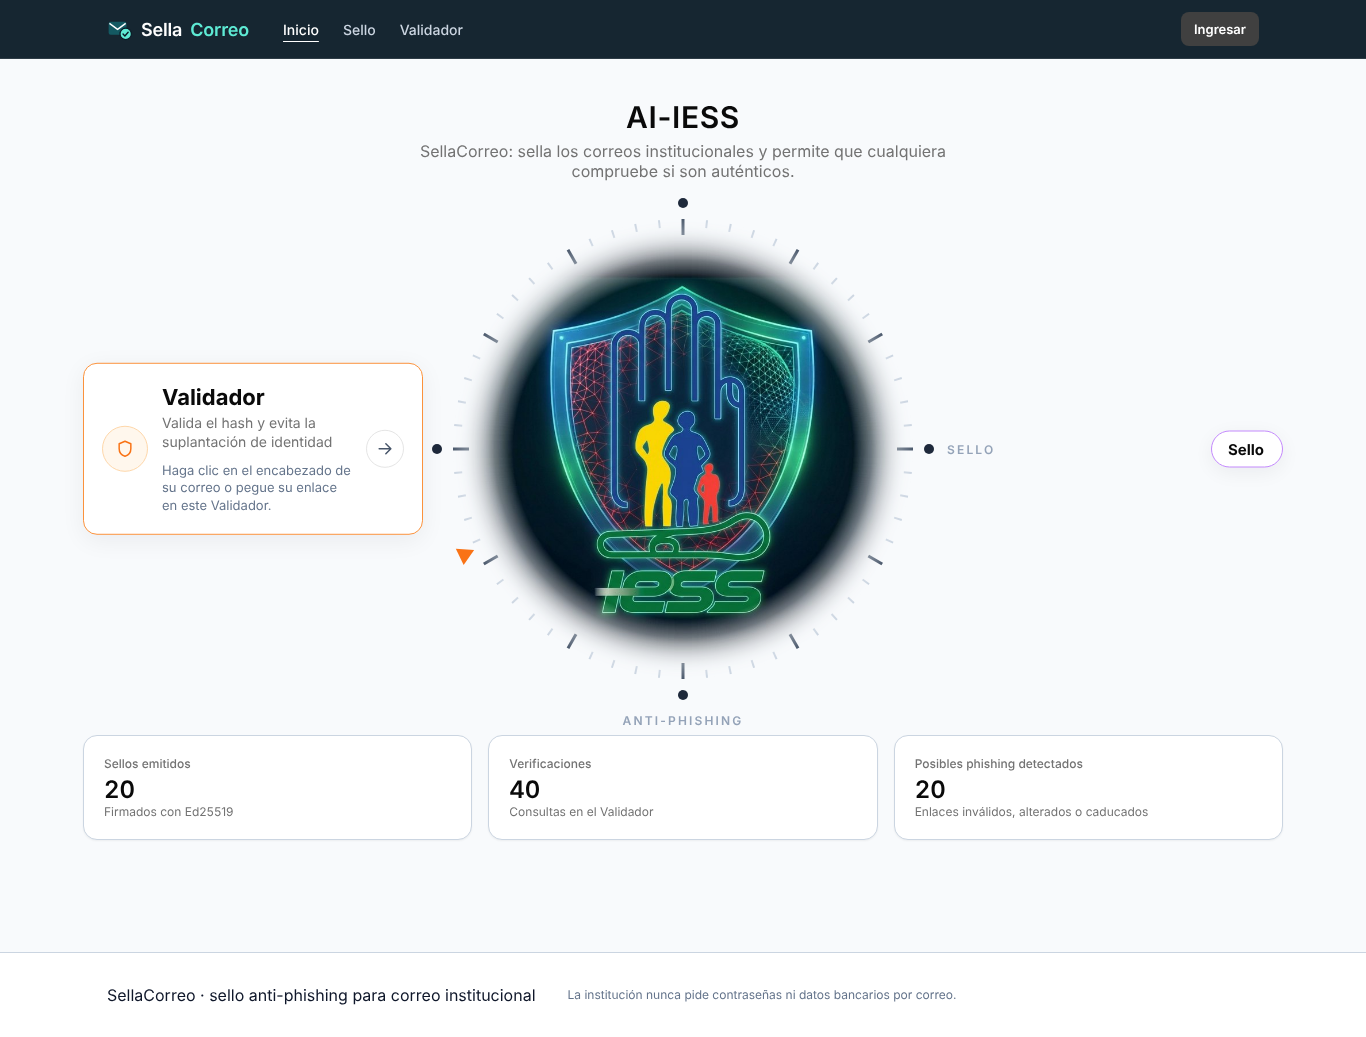 Sella Correo
Inicio
Sello
Validador
Ingresar
AI-IESS
SellaCorreo: sella los correos institucionales y permite que cualquiera
compruebe si son auténticos.
Validador
Valida el hash y evita la
suplantación de identidad
Haga clic en el encabezado de
su correo o pegue su enlace
en este Validador.
IESS
SELLO
Sello
ANTI-PHISHING
Sellos emitidos
20
Firmados con Ed25519
Verificaciones
40
Consultas en el Validador
Posibles phishing detectados
20
Enlaces inválidos, alterados o caducados
SellaCorreo · sello anti-phishing para correo institucional
La institución nunca pide contraseñas ni datos bancarios por correo.